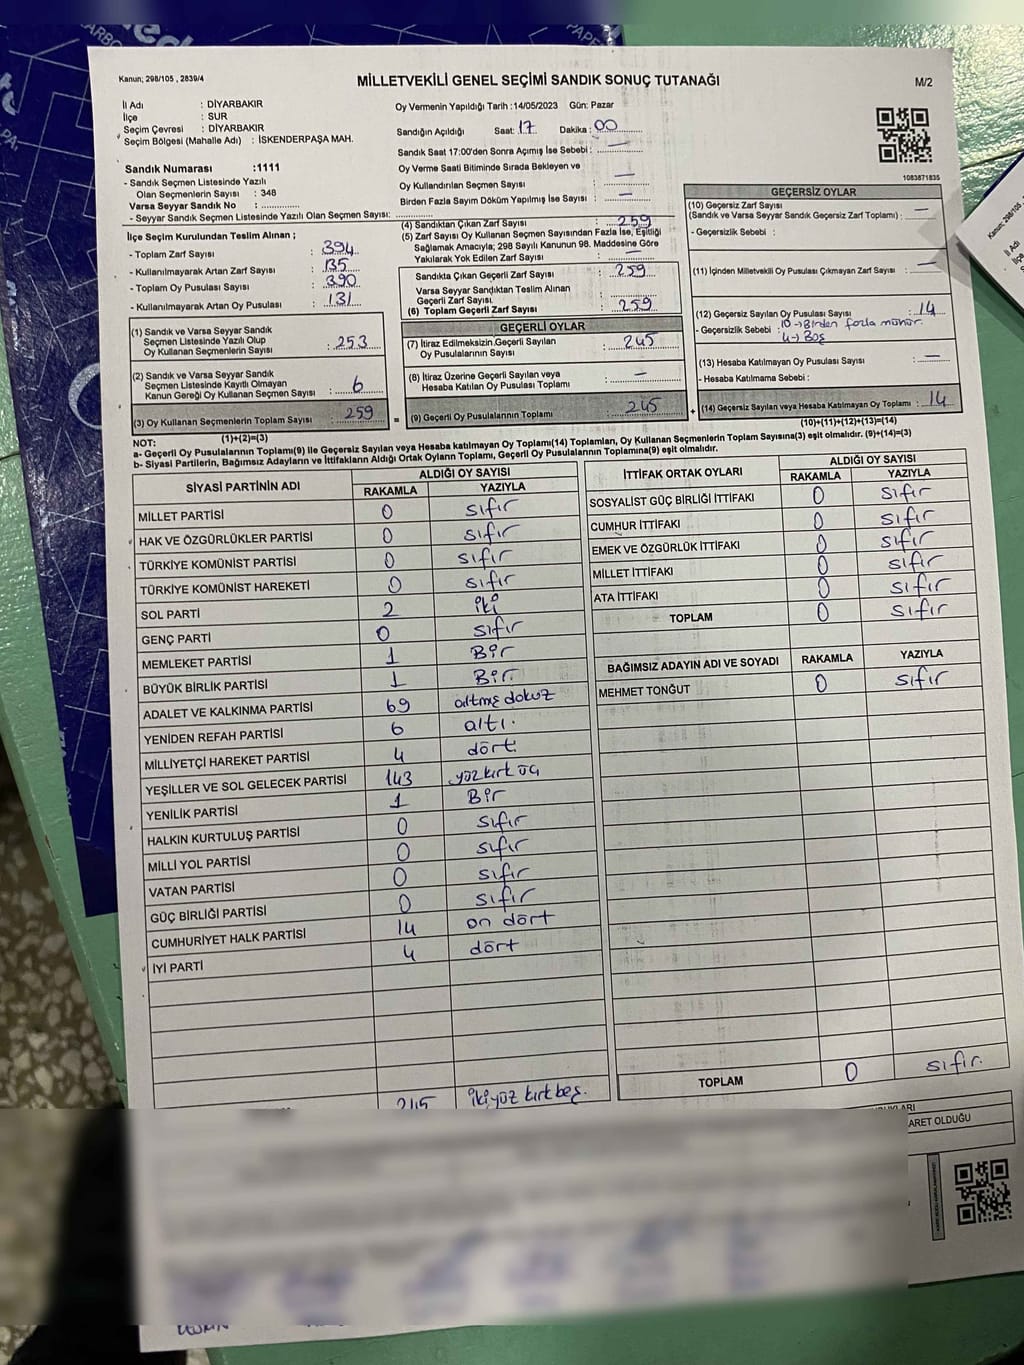 Kanun; 298/105 , 2839/4
MİLLETVEKİLİ GENEL SEÇİMİ SANDIK SONUÇ TUTANAĞI
M/2
İl Adı : DİYARBAKIR
İlçe : SUR
Seçim Çevresi : DİYARBAKIR
Seçim Bölgesi (Mahalle Adı) : İSKENDERPAŞA MAH.
Sandık Numarası :1111
- Sandık Seçmen Listesinde Yazılı
Olan Seçmenlerin Sayısı : 348
Varsa Seyyar Sandık No :
- Seyyar Sandık Seçmen Listesinde Yazılı Olan Seçmen Sayısı:
İlçe Seçim Kurulundan Teslim Alınan ;
- Toplam Zarf Sayısı : 394
- Kullanılmayarak Artan Zarf Sayısı : 135
- Toplam Oy Pusulası Sayısı : 390
- Kullanılmayarak Artan Oy Pusulası : 131
(1) Sandık ve Varsa Seyyar Sandık
Seçmen Listesinde Yazılı Olup
Oy Kullanan Seçmenlerin Sayısı : 253
(2) Sandık ve Varsa Seyyar Sandık
Seçmen Listesinde Kayıtlı Olmayan
Kanun Gereği Oy Kullanan Seçmen Sayısı : 6
(3) Oy Kullanan Seçmenlerin Toplam Sayısı : 259
(1)+(2)=(3)
Oy Vermenin Yapıldığı Tarih :14/05/2023 Gün: Pazar
Sandığın Açıldığı Saat: 17 Dakika : 00
Sandık Saat 17:00'den Sonra Açımış İse Sebebi : —
Oy Verme Saati Bitiminde Sırada Bekleyen ve
Oy Kullandırılan Seçmen Sayısı : —
Birden Fazla Sayım Döküm Yapılmış İse Sayısı : —
(4) Sandıktan Çıkan Zarf Sayısı : 259
(5) Zarf Sayısı Oy Kullanan Seçmen Sayısından Fazla İse, Eşitliği
Sağlamak Amacıyla; 298 Sayılı Kanunun 98. Maddesine Göre
Yakılarak Yok Edilen Zarf Sayısı : —
Sandıkta Çıkan Geçerli Zarf Sayısı : 259
Varsa Seyyar Sandıktan Teslim Alınan
Geçerli Zarf Sayısı :
(6) Toplam Geçerli Zarf Sayısı : 259
GEÇERLİ OYLAR
(7) İtiraz Edilmeksizin Geçerli Sayılan
Oy Pusulalarının Sayısı : 245
(8) İtiraz Üzerine Geçerli Sayılan veya
Hesaba Katılan Oy Pusulası Toplamı : —
= (9) Geçerli Oy Pusulalarının Toplamı : 245
1083871835
GEÇERSİZ OYLAR
(10) Geçersiz Zarf Sayısı
(Sandık ve Varsa Seyyar Sandık Geçersiz Zarf Toplamı) : —
- Geçersizlik Sebebi :
(11) İçinden Milletvekili Oy Pusulası Çıkmayan Zarf Sayısı : —
(12) Geçersiz Sayılan Oy Pusulası Sayısı : 14
- Geçersizlik Sebebi : 10 → Birden fazla mühür.
4 → Boş
(13) Hesaba Katılmayan Oy Pusulası Sayısı : —
- Hesaba Katılmama Sebebi :
+ (14) Geçersiz Sayılan veya Hesaba Katılmayan Oy Toplamı : 14
(10)+(11)+(12)+(13)=(14)
NOT:
a- Geçerli Oy Pusulalarının Toplamı(9) ile Geçersiz Sayılan veya Hesaba katılmayan Oy Toplamı(14) Toplamları, Oy Kullanan Seçmenlerin Toplam Sayısına(3) eşit olmalıdır. (9)+(14)=(3)
b- Siyasi Partilerin, Bağımsız Adayların ve İttifakların Aldığı Ortak Oyların Toplamı, Geçerli Oy Pusulalarının Toplamına(9) eşit olmalıdır.
SİYASİ PARTİNİN ADI ALDIĞI OY SAYISI
RAKAMLA YAZIYLA
MİLLET PARTİSİ 0 sıfır
HAK VE ÖZGÜRLÜKLER PARTİSİ 0 sıfır
TÜRKİYE KOMÜNİST PARTİSİ 0 sıfır
TÜRKİYE KOMÜNİST HAREKETİ 0 sıfır
SOL PARTİ 2 iki
GENÇ PARTİ 0 sıfır
MEMLEKET PARTİSİ 1 Bir
BÜYÜK BİRLİK PARTİSİ 1 Bir.
ADALET VE KALKINMA PARTİSİ 69 altmş dokuz
YENİDEN REFAH PARTİSİ 6 altı.
MİLLİYETÇİ HAREKET PARTİSİ 4 dört.
YEŞİLLER VE SOL GELECEK PARTİSİ 143 yüz kırk üç
YENİLİK PARTİSİ 1 Bir
HALKIN KURTULUŞ PARTİSİ 0 sıfır
MİLLİ YOL PARTİSİ 0 sıfır
VATAN PARTİSİ 0 sıfır
GÜÇ BİRLİĞİ PARTİSİ 0 sıfır
CUMHURİYET HALK PARTİSİ 14 on dört
İYİ PARTİ 4 dört
245 ikiyüz kırk beş.
İTTİFAK ORTAK OYLARI ALDIĞI OY SAYISI
RAKAMLA YAZIYLA
SOSYALİST GÜÇ BİRLİĞİ İTTİFAKI 0 sıfır
CUMHUR İTTİFAKI 0 sıfır
EMEK VE ÖZGÜRLÜK İTTİFAKI 0 sıfır
MİLLET İTTİFAKI 0 sıfır
ATA İTTİFAKI 0 sıfır
TOPLAM 0 sıfır
BAĞIMSIZ ADAYIN ADI VE SOYADI RAKAMLA YAZIYLA
MEHMET TONĞUT 0 sıfır
TOPLAM 0 sıfır.
ARET OLDUĞU